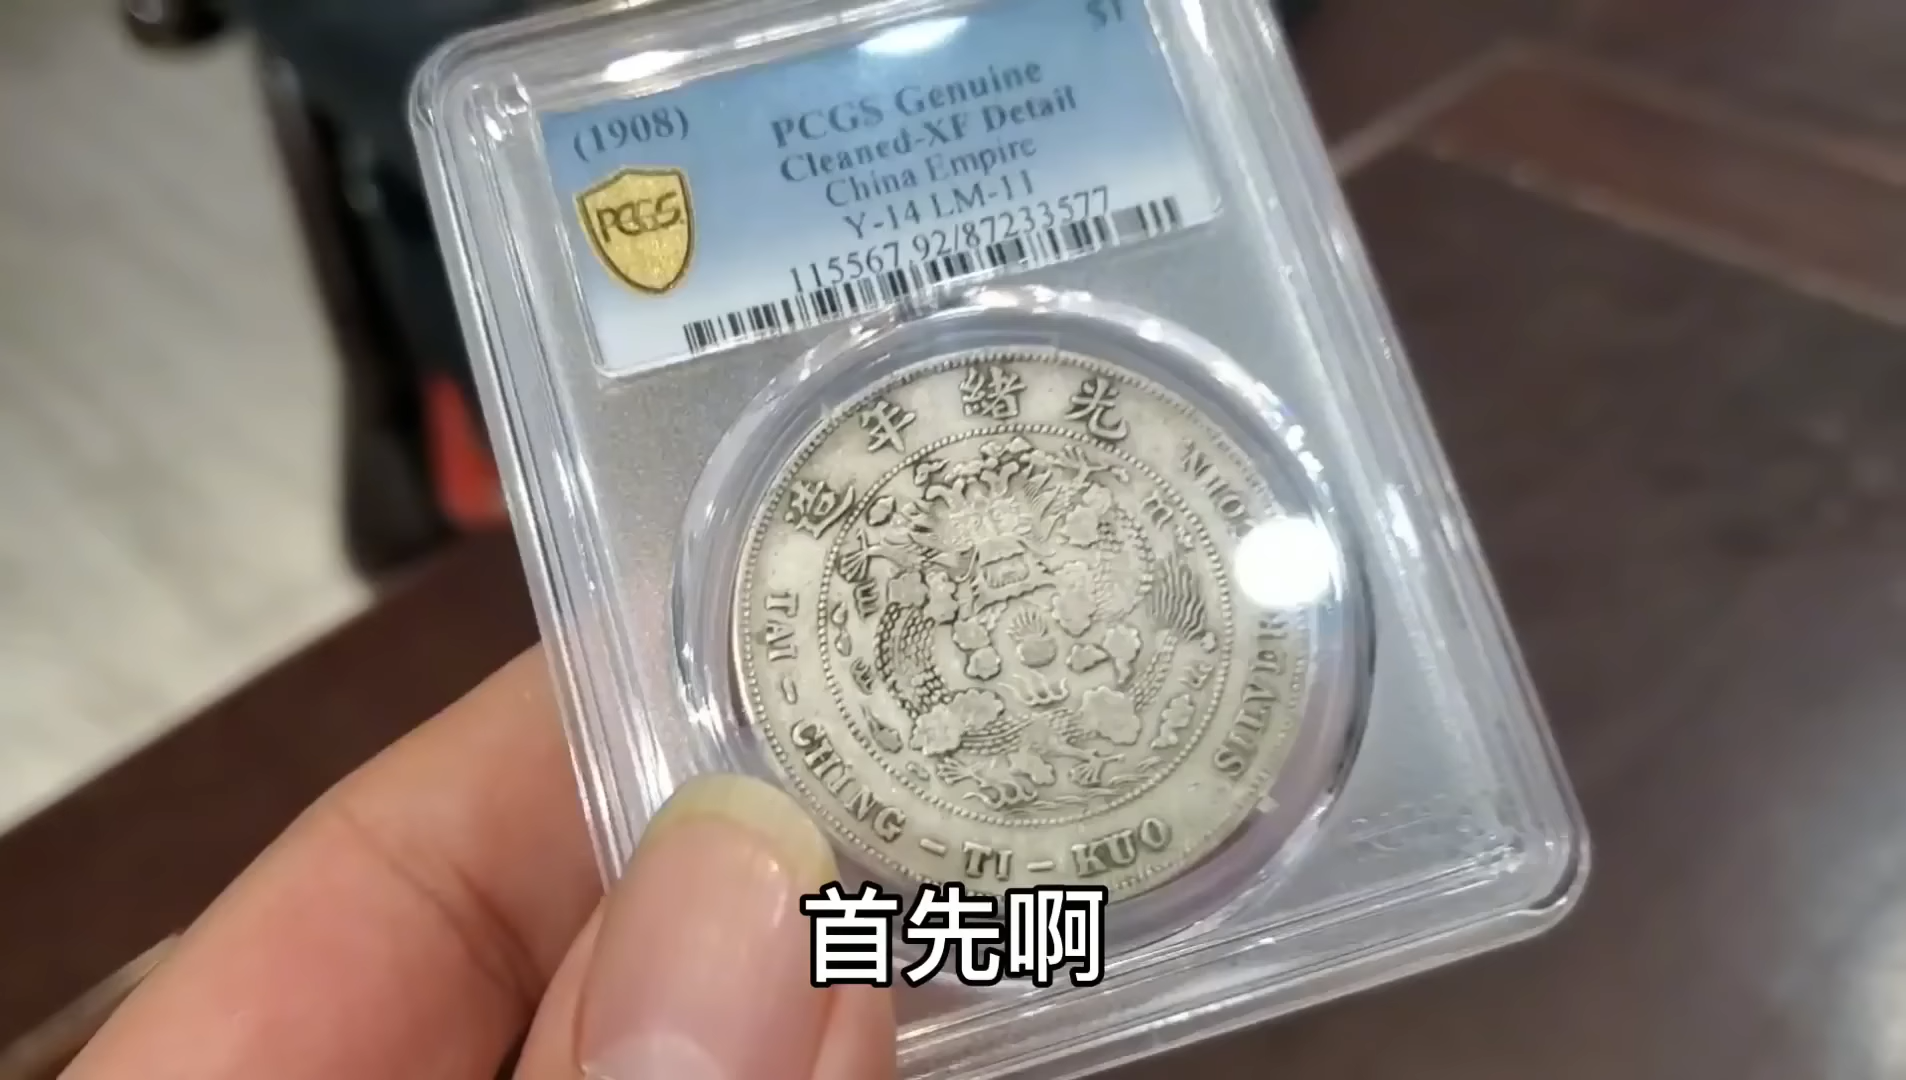 $1
(1908)
PCGS Genuine
Cleaned-XF Detail
China Empire
Y-14 LM-11
115567.92/87233577
PCGS
造年緒光
TAI-CHING-TI-KUO
SILVER
首先啊